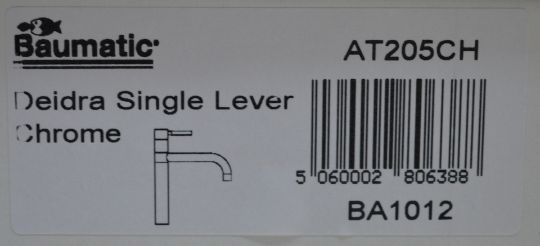 Baumatic
AT205CH
Deidra Single Lever
Chrome
5 060002 806388
BA1012